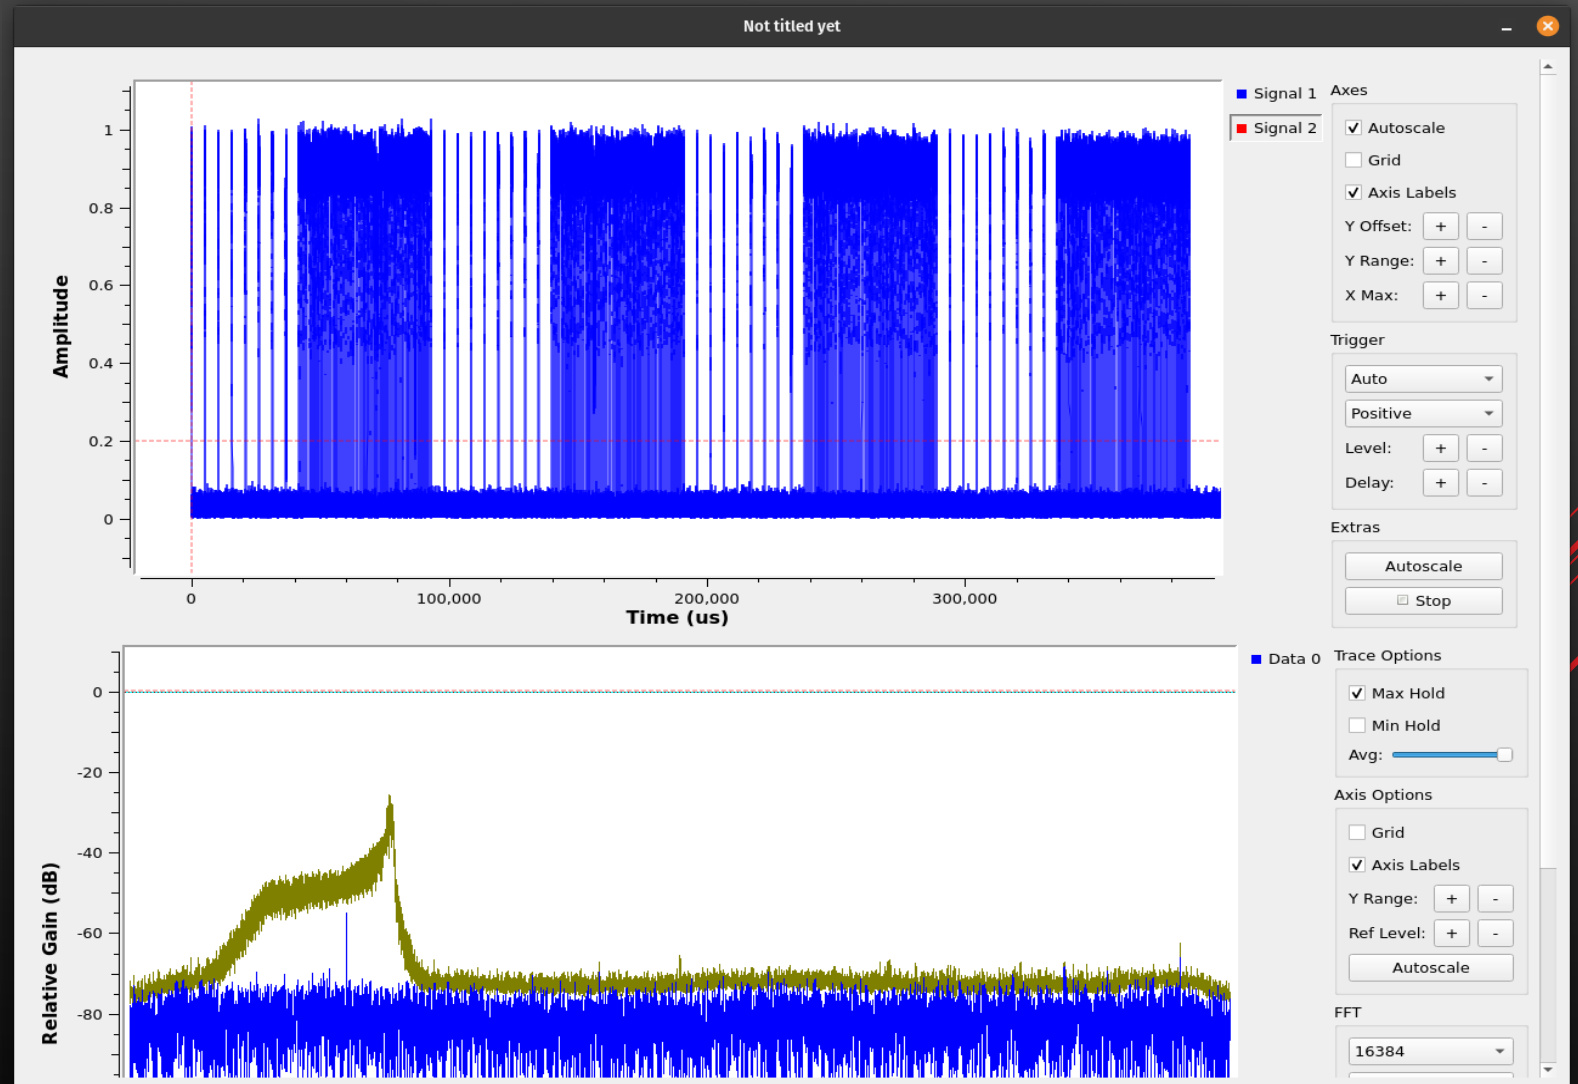 Not titled yet
Signal 1
Signal 2
Amplitude
1
0.8
0.6
0.4
0.2
0
0
100,000
200,000
300,000
Time (us)
Axes
Autoscale
Grid
Axis Labels
Y Offset: + -
Y Range: + -
X Max: + -
Trigger
Auto
Positive
Level: + -
Delay: + -
Extras
Autoscale
Stop
Data 0
Relative Gain (dB)
0
-20
-40
-60
-80
Trace Options
Max Hold
Min Hold
Avg:
Axis Options
Grid
Axis Labels
Y Range: + -
Ref Level: + -
Autoscale
FFT
16384